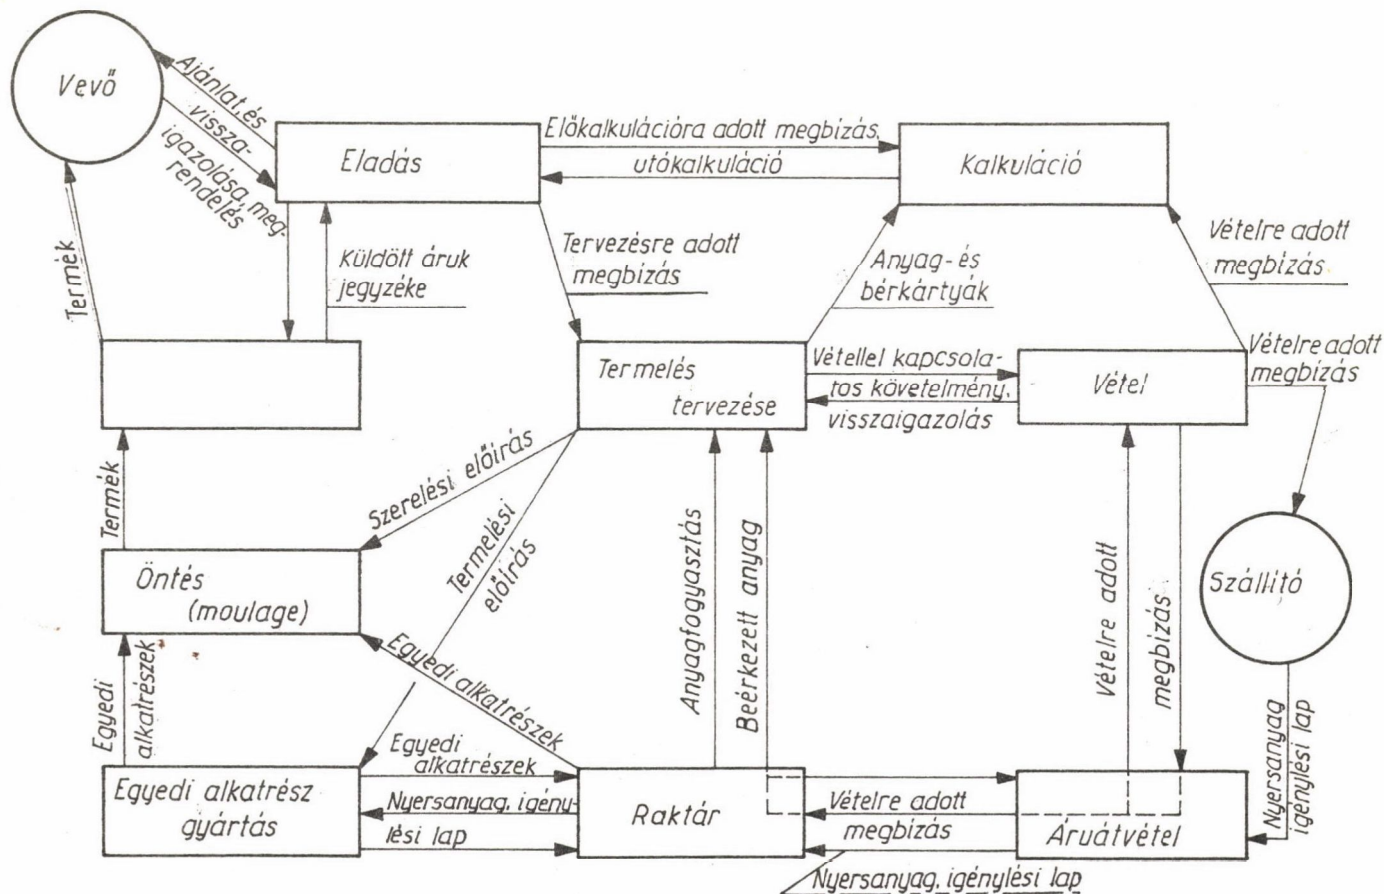 Vevő
Ajánlat, és
vissza-
igazolása, meg-
rendelés
Eladás
Előkalkulációra adott megbízás,
utókalkuláció
Kalkuláció
Termék
Küldött áruk
jegyzéke
Tervezésre adott
megbízás
Anyag- és
bérkártyák
Vételre adott
megbízás
Termelés
tervezése
Vétellel kapcsola-
tos követelmény,
visszaigazolás
Vétel
Vételre adott
megbízás
Termék
Szerelési előírás
Termelési
előírás
Anyagfogyasztás
Beérkezett anyag
Vételre adott
megbízás
Szállító
Öntés
(moulage)
Egyedi
alkatrészek
Egyedi alkatrészek
Nyersanyag
igénylési lap
Egyedi alkatrész
gyártás
Egyedi
alkatrészek
Nyersanyag, igény-
lési lap
Raktár
Vételre adott
megbízás
Áruátvétel
Nyersanyag, igénylési lap